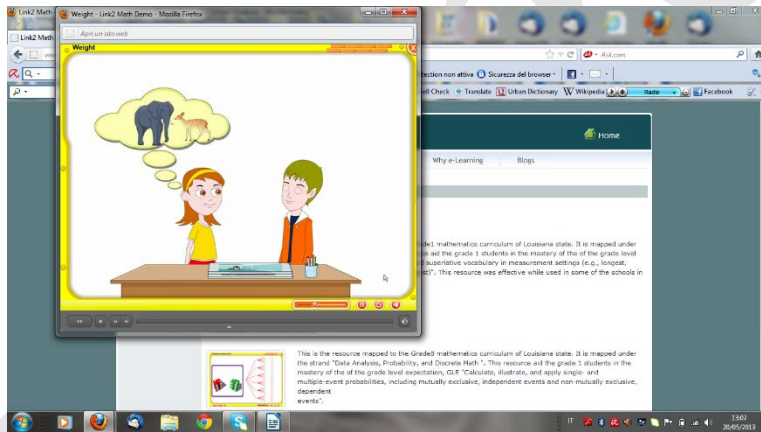 Link2 Math
Weight - Link2 Math Demo - Mozilla Firefox
Link2 Math
Apri un sito web
Weight
Ask.com
tection non attiva Sicurezza del browser
ell Check Translate Urban Dictionary Wikipedia Radio Facebook
Home
Why e-Learning Blogs
de1 mathematics curriculum of Louisiana state. It is mapped under
aid the grade 1 students in the mastery of the of the grade level
superlative vocabulary in measurement settings (e.g., longest,
st)". This resource was effective while used in some of the schools in
This is the resource mapped to the Grade8 mathematics curriculum of Louisiana state. It is mapped under
the strand "Data Analysis, Probability, and Discrete Math ". This resource aid the grade 1 students in the
mastery of the of the grade level expectation, GLE "Calculate, illustrate, and apply single- and
multiple-event probabilities, including mutually exclusive, independent events and non-mutually exclusive,
dependent
events".
IT
13:07
20/05/2013